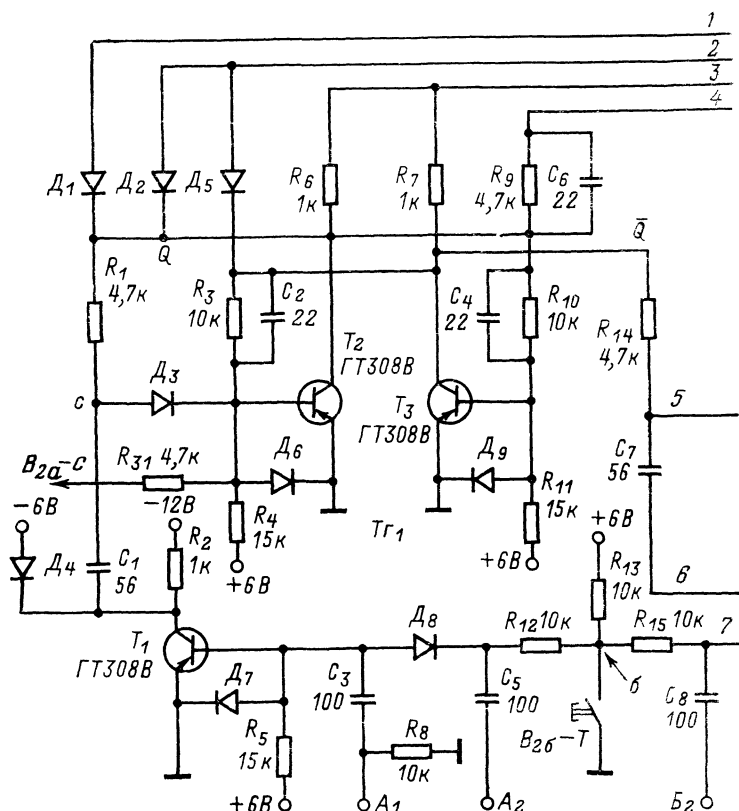 1
2
3
4
Д1
Д2
Д5
R6
1к
R7
1к
R9
4,7к
C6
22
Q
Q̄
R1
4,7к
R3
10к
C2
22
C4
22
R10
10к
R14
4,7к
T2
ГТ308В
Д3
c
T3
ГТ308В
5
В2а-С
R31 4,7к
Д6
Д9
C7
56
-6В
-12В
R4
15к
Тг1
R11
15к
+6В
Д4
C1
56
R2
1к
+6В
+6В
6
R13
10к
T1
ГТ308В
Д8
R12 10к
R15 10к
7
Д7
C3
100
C5
100
б
C8
100
R5
15к
R8
10к
В2б-Т
+6В
А1
А2
Б2